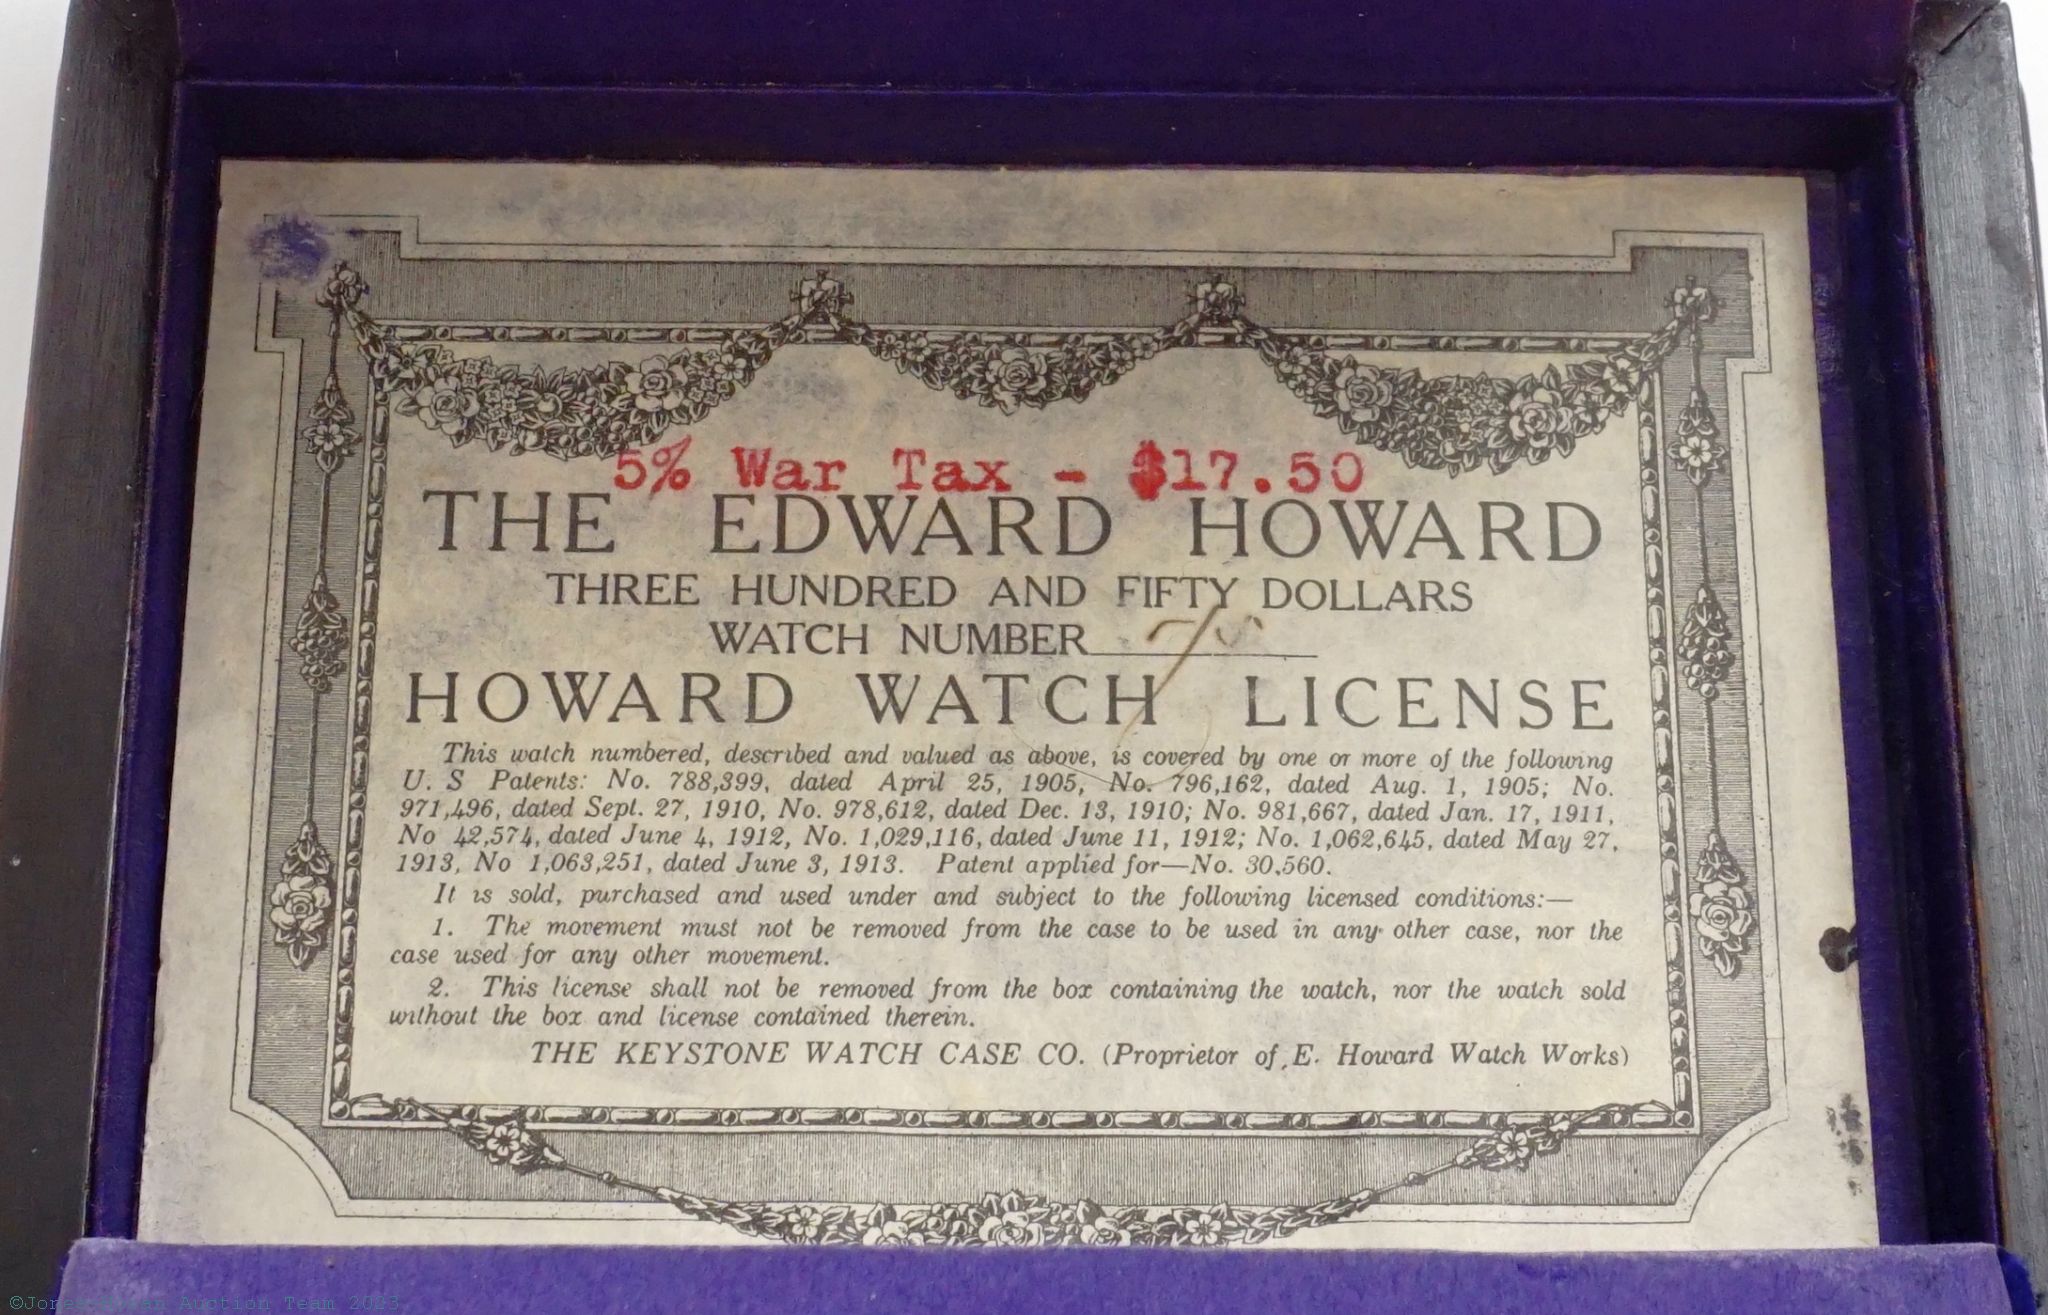 5% War Tax - $17.50
THE EDWARD HOWARD
THREE HUNDRED AND FIFTY DOLLARS
WATCH NUMBER
HOWARD WATCH LICENSE
This watch numbered, described and valued as above, is covered by one or more of the following
U. S Patents: No. 788,399, dated April 25, 1905, No. 796,162, dated Aug. 1, 1905; No.
971,496, dated Sept. 27, 1910, No. 978,612, dated Dec. 13, 1910; No. 981,667, dated Jan. 17, 1911,
No 42,574, dated June 4, 1912, No. 1,029,116, dated June 11, 1912; No. 1,062,645, dated May 27,
1913, No 1,063,251, dated June 3, 1913. Patent applied for—No. 30,560.
It is sold, purchased and used under and subject to the following licensed conditions:—
1. The movement must not be removed from the case to be used in any other case, nor the
case used for any other movement.
2. This license shall not be removed from the box containing the watch, nor the watch sold
without the box and license contained therein.
THE KEYSTONE WATCH CASE CO. (Proprietor of E. Howard Watch Works)
Auction Team 2023